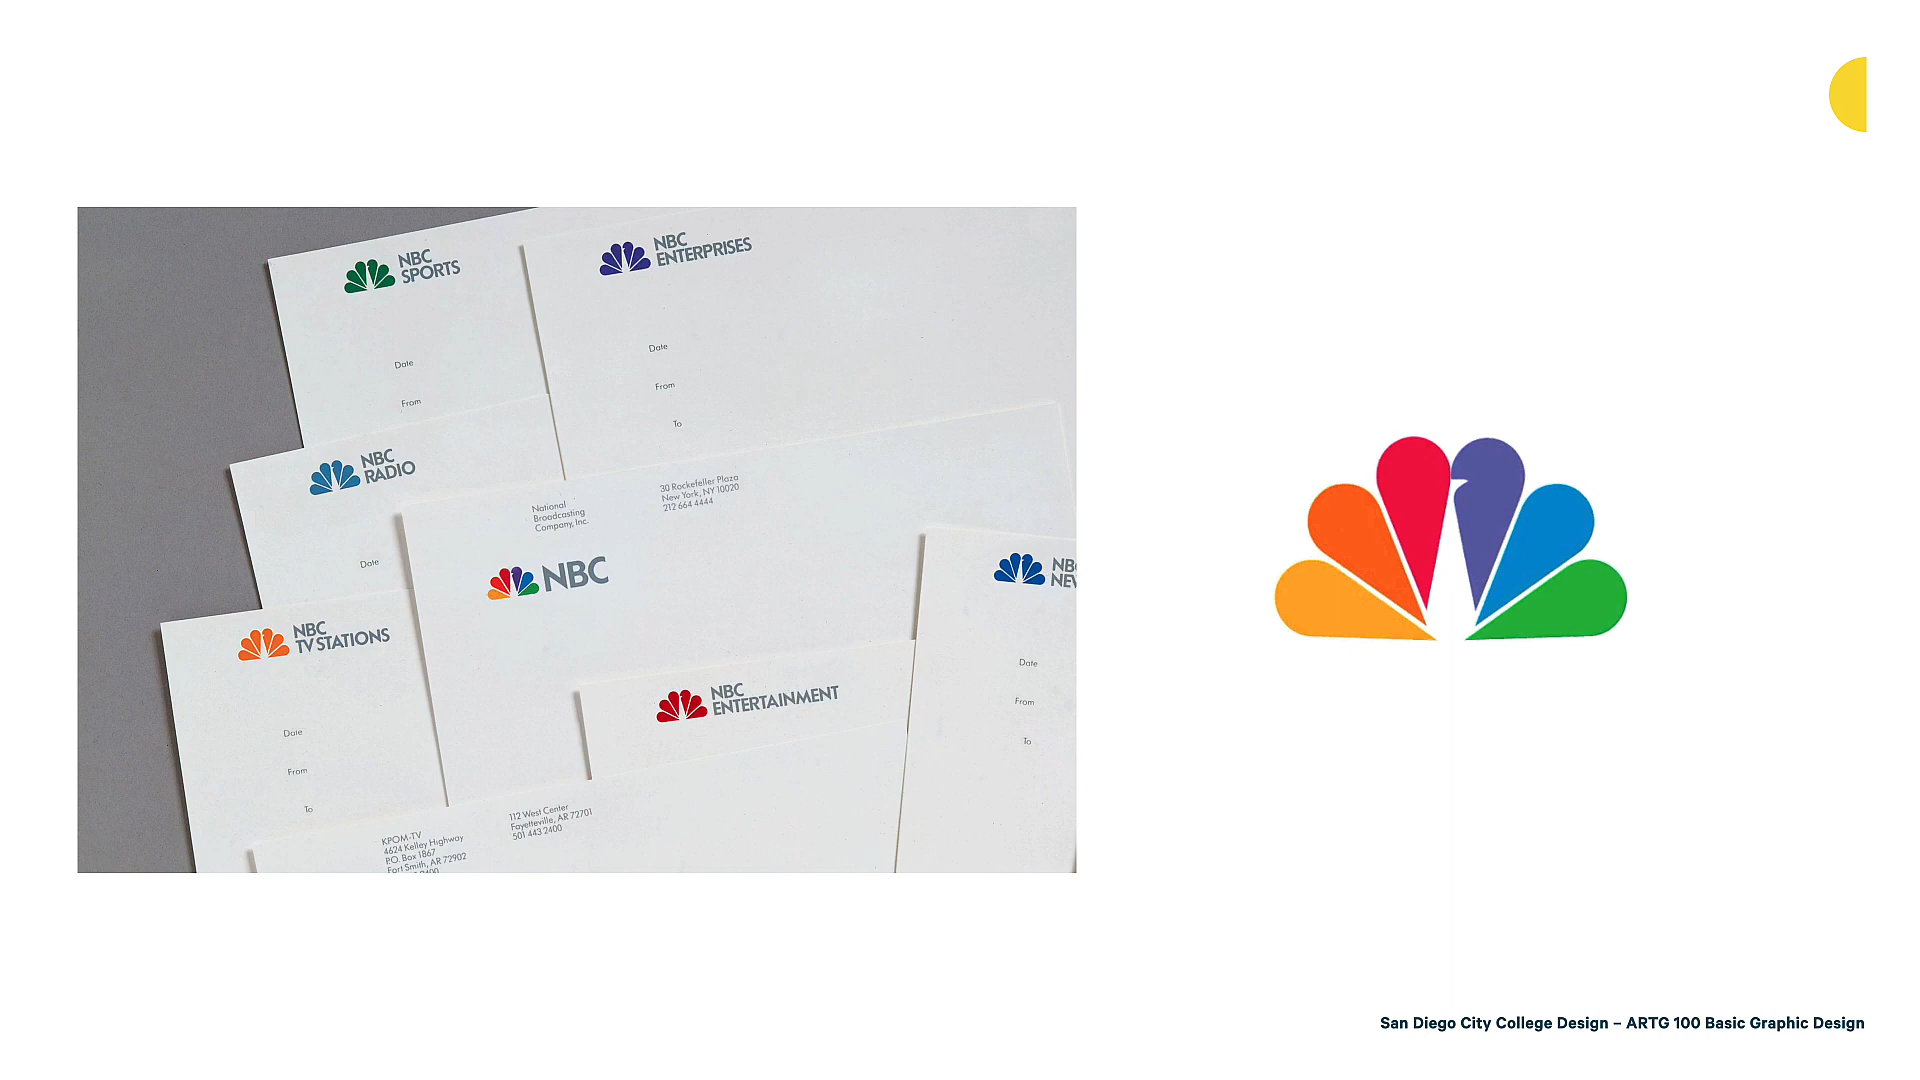 NBC
SPORTS
Date
From
NBC
ENTERPRISES
Date
From
To
NBC
RADIO
Date
National
Broadcasting
Company, Inc.
30 Rockefeller Plaza
New York, NY 10020
212 664 4444
NBC
NBC
TV STATIONS
Date
From
To
NBC
ENTERTAINMENT
NB
NEW
Date
From
To
KPOM-TV
4624 Kelley Highway
P.O. Box 1867
Fort Smith, AR 72902
112 West Center
Fayetteville, AR 72701
501 443 2400
San Diego City College Design – ARTG 100 Basic Graphic Design